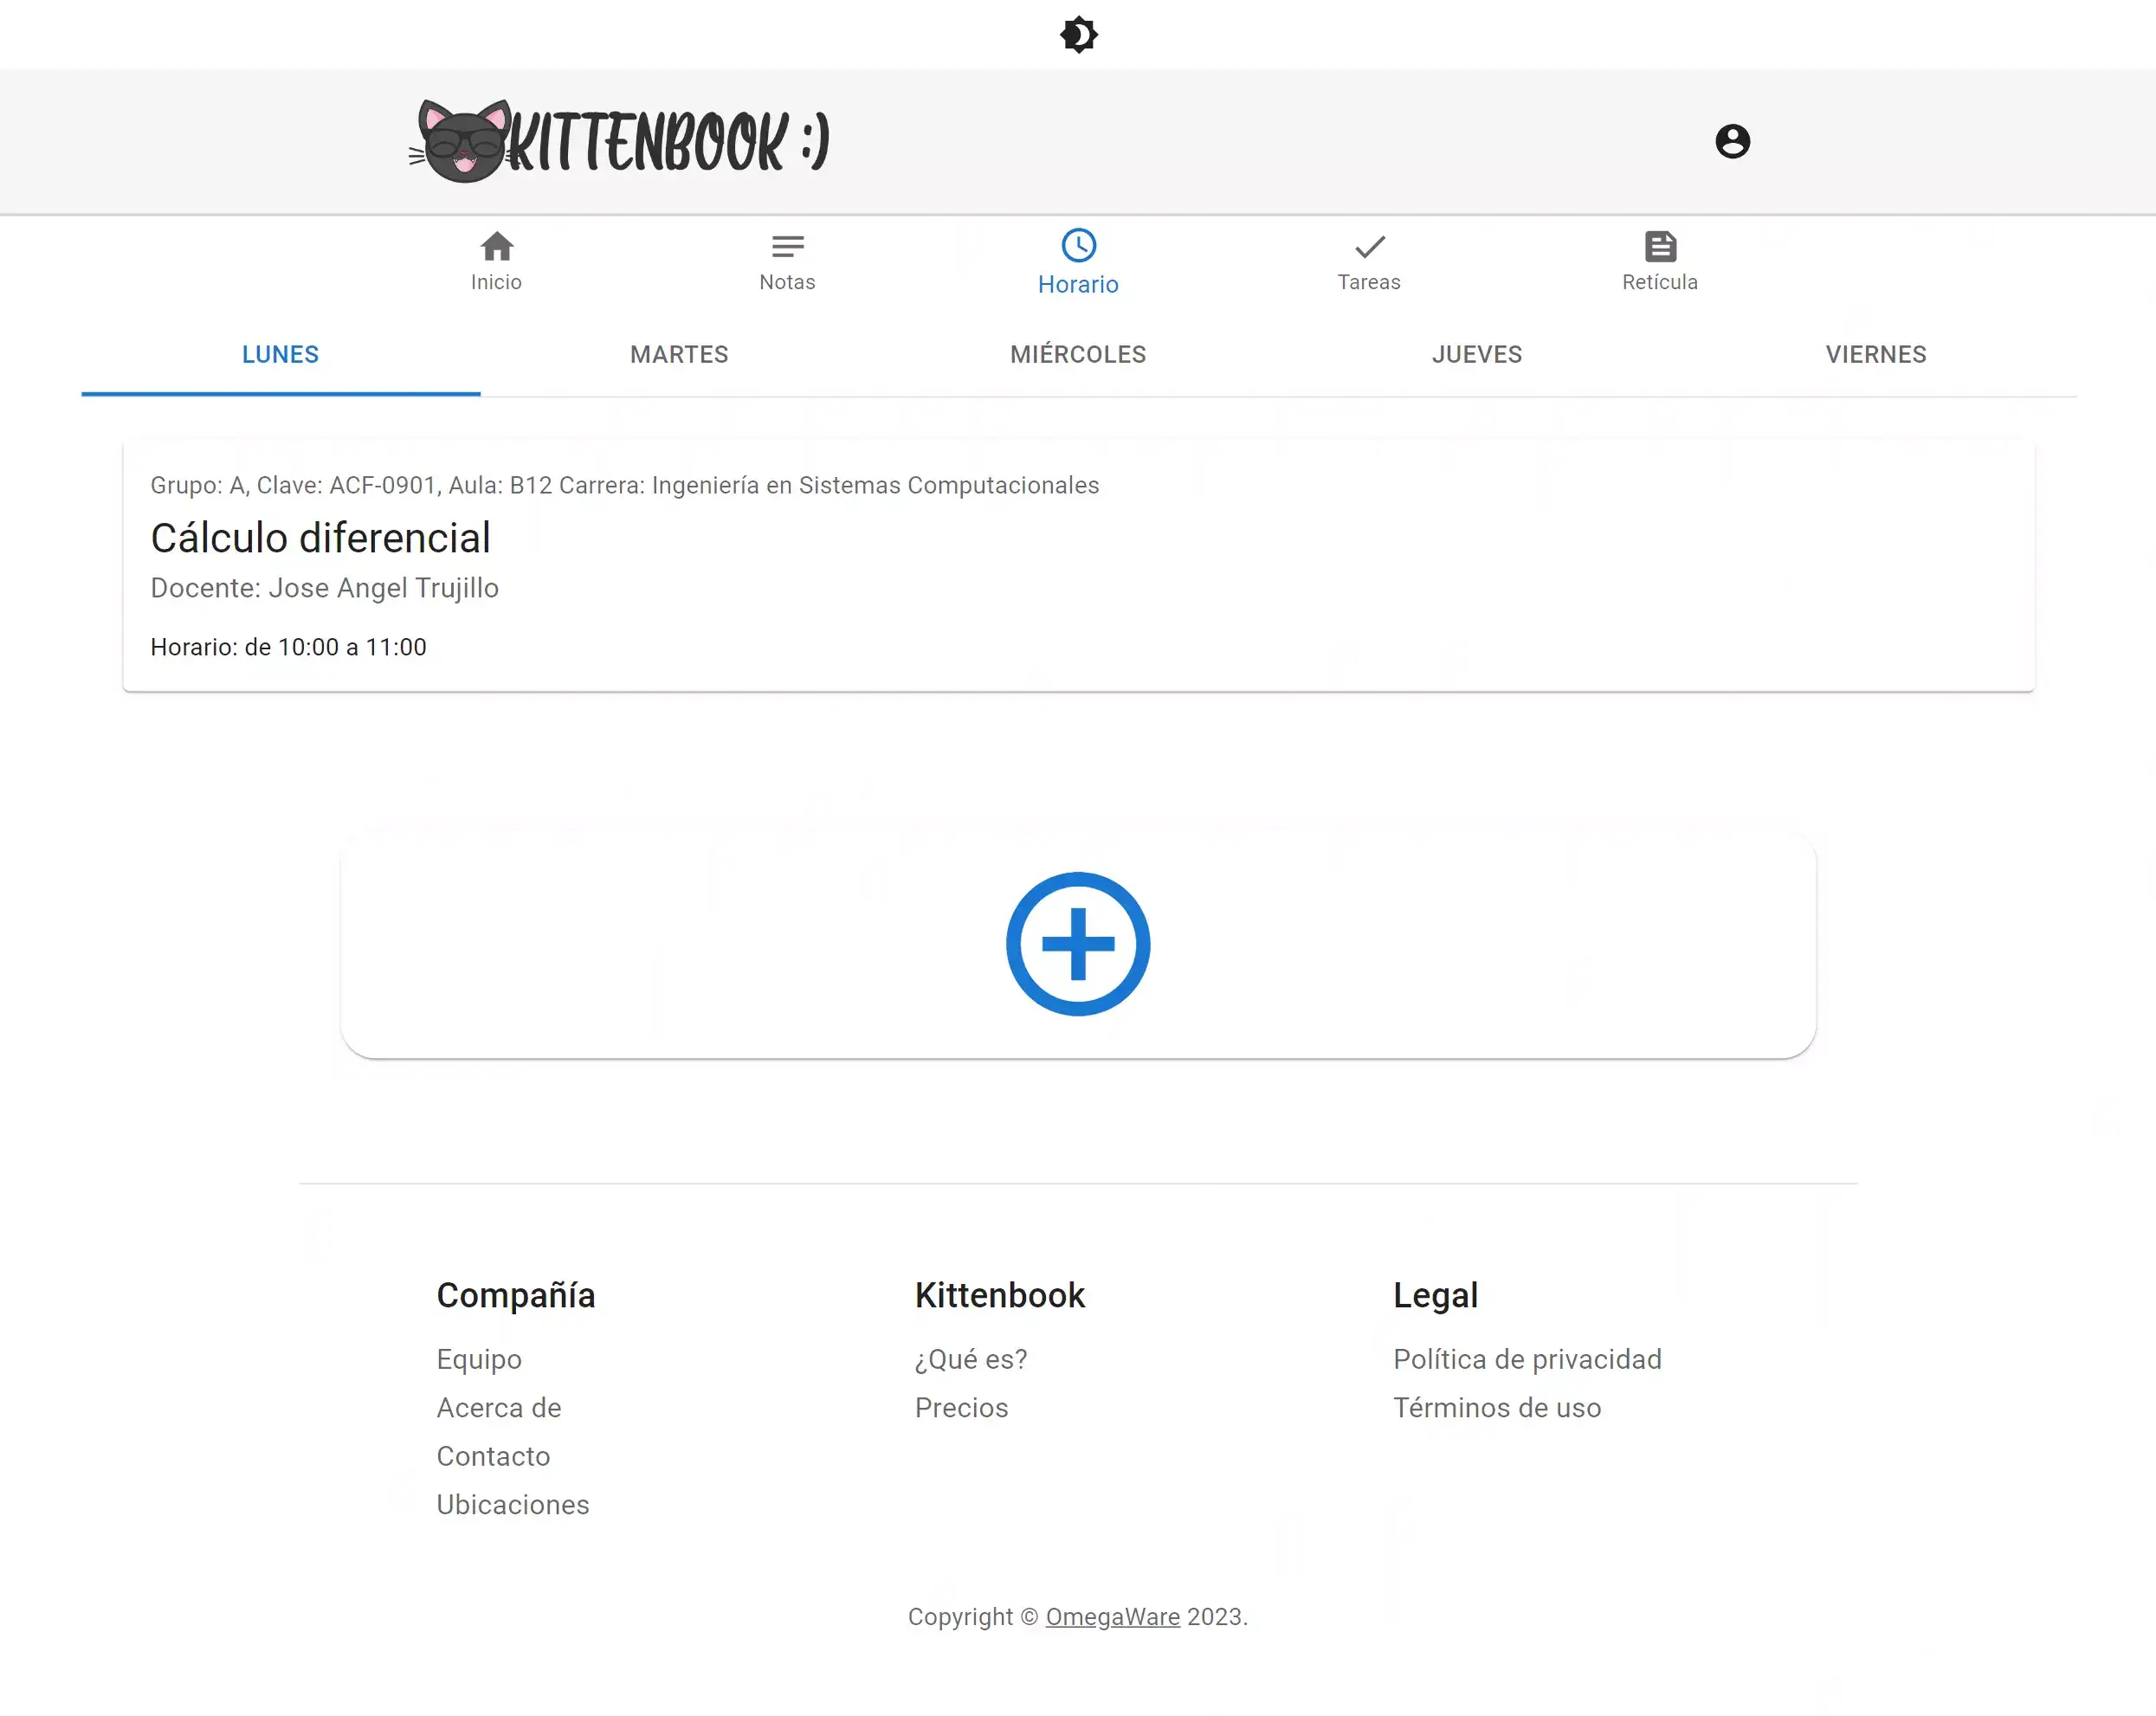 KITTENBOOK :)
Inicio
Notas
Horario
Tareas
Retícula
LUNES
MARTES
MIÉRCOLES
JUEVES
VIERNES
Grupo: A, Clave: ACF-0901, Aula: B12 Carrera: Ingeniería en Sistemas Computacionales
Cálculo diferencial
Docente: Jose Angel Trujillo
Horario: de 10:00 a 11:00
Compañía
Equipo
Acerca de
Contacto
Ubicaciones
Kittenbook
¿Qué es?
Precios
Legal
Política de privacidad
Términos de uso
Copyright © OmegaWare 2023.